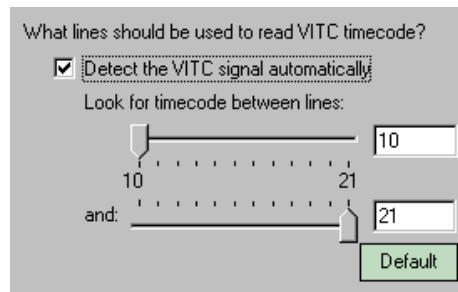 What lines should be used to read VITC timecode?
Detect the VITC signal automatically
Look for timecode between lines:
10
10 21
and: 21
Default